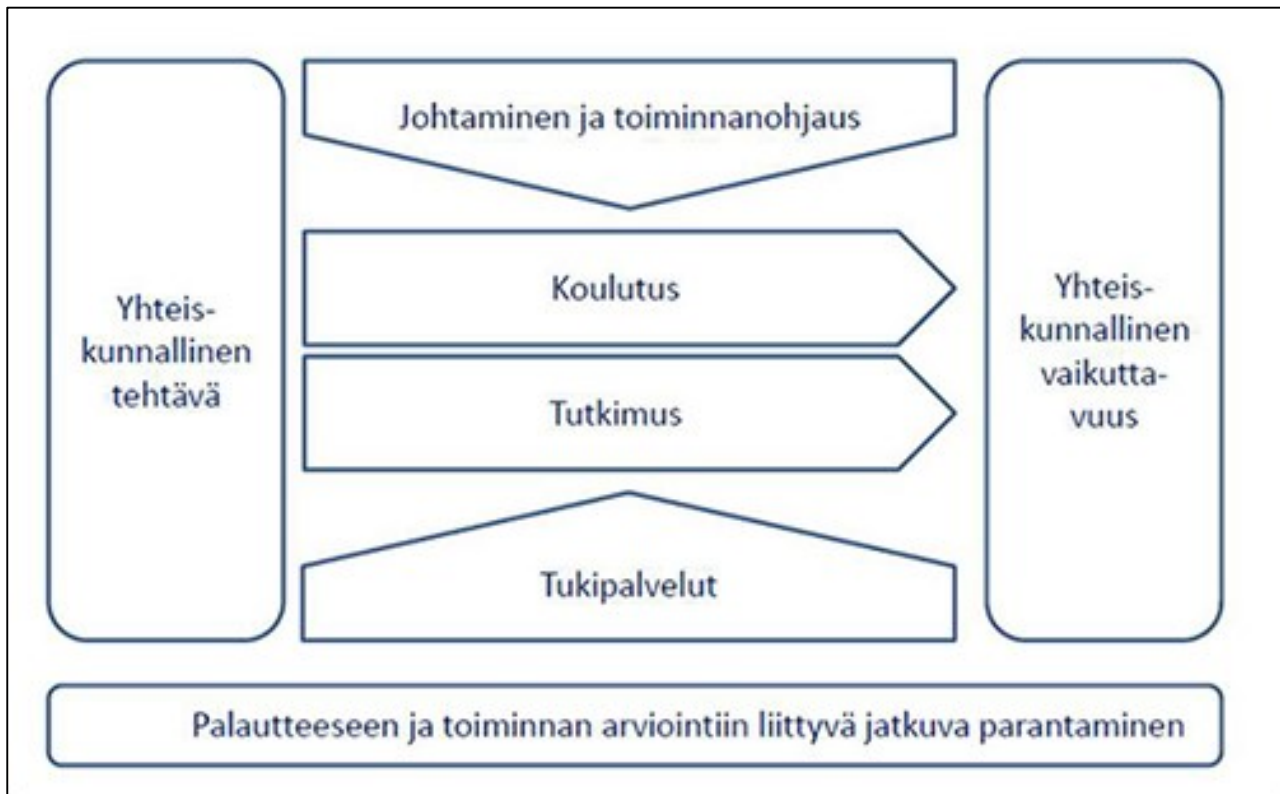 Johtaminen ja toiminnanohjaus
Yhteis-
kunnallinen
tehtävä
Koulutus
Tutkimus
Yhteis-
kunnallinen
vaikutta-
vuus
Tukipalvelut
Palautteeseen ja toiminnan arviointiin liittyvä jatkuva parantaminen